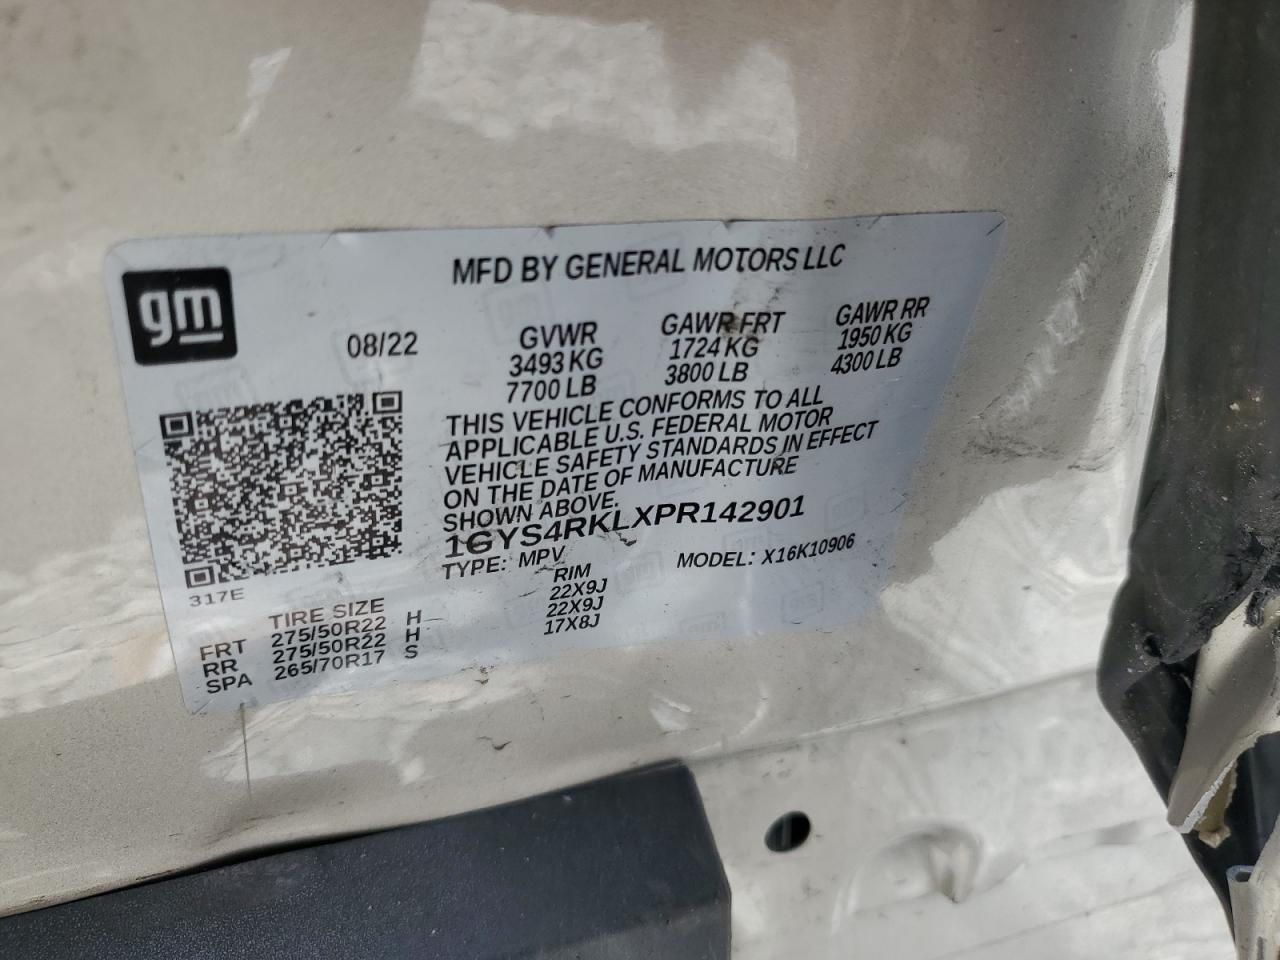 MFD BY GENERAL MOTORS LLC
gm
08/22
GVWR GAWR FRT GAWR RR
3493 KG 1724 KG 1950 KG
7700 LB 3800 LB 4300 LB
THIS VEHICLE CONFORMS TO ALL
APPLICABLE U.S. FEDERAL MOTOR
VEHICLE SAFETY STANDARDS IN EFFECT
ON THE DATE OF MANUFACTURE
SHOWN ABOVE.
1GYS4RKLXPR142901
TYPE: MPV MODEL: X16K10906
317E
TIRE SIZE RIM
FRT 275/50R22 H 22X9J
RR 275/50R22 H 22X9J
SPA 265/70R17 S 17X8J